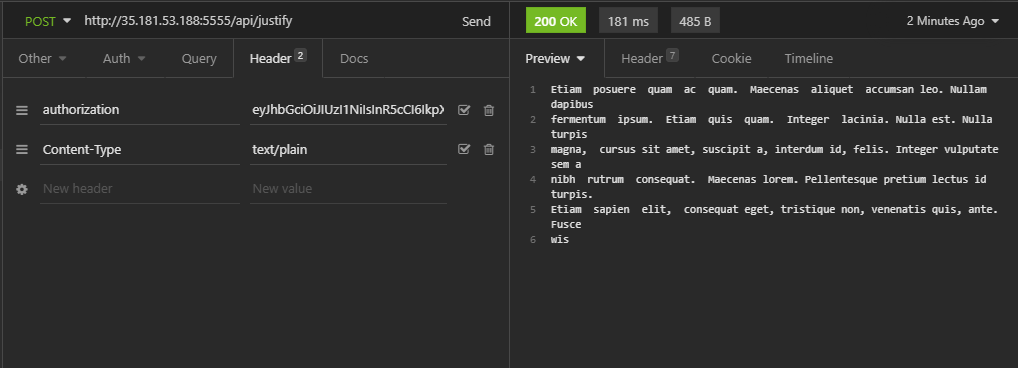 POST http://35.181.53.188:5555/api/justify Send
200 OK 181 ms 485 B 2 Minutes Ago
Other Auth Query Header 2 Docs
Preview Header 7 Cookie Timeline
authorization eyJhbGciOiJIUzI1NiIsInR5cCI6IkpX
Content-Type text/plain
New header New value
1 Etiam  posuere  quam  ac  quam.  Maecenas  aliquet  accumsan leo. Nullam
dapibus
2 fermentum  ipsum.  Etiam  quis  quam.  Integer  lacinia. Nulla est. Nulla
turpis
3 magna,  cursus sit amet, suscipit a, interdum id, felis. Integer vulputate
sem a
4 nibh  rutrum  consequat.  Maecenas lorem. Pellentesque pretium lectus id
turpis.
5 Etiam  sapien  elit,  consequat eget, tristique non, venenatis quis, ante.
Fusce
6 wis